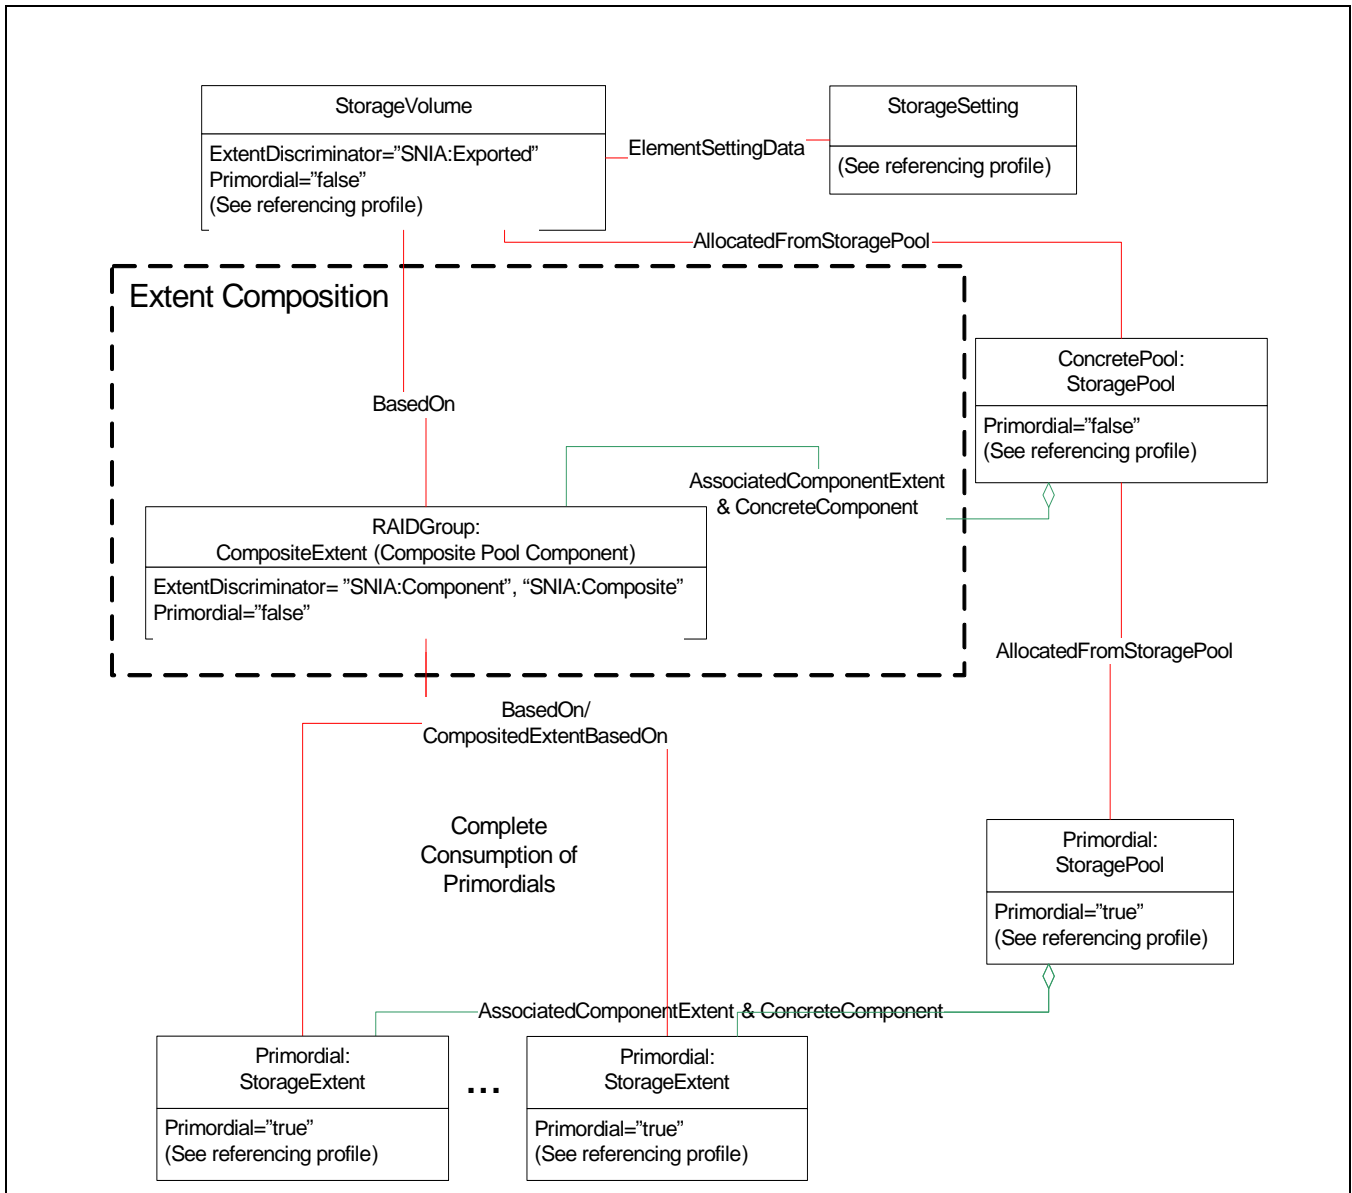 StorageVolume
ExtentDiscriminator=”SNIA:Exported”
Primordial=”false”
(See referencing profile)
ElementSettingData
StorageSetting
(See referencing profile)
AllocatedFromStoragePool
Extent Composition
BasedOn
ConcretePool:
StoragePool
Primordial=”false”
(See referencing profile)
AssociatedComponentExtent
& ConcreteComponent
RAIDGroup:
CompositeExtent (Composite Pool Component)
ExtentDiscriminator= ”SNIA:Component”, “SNIA:Composite”
Primordial=”false”
AllocatedFromStoragePool
BasedOn/
CompositedExtentBasedOn
Complete
Consumption of
Primordials
Primordial:
StoragePool
Primordial=”true”
(See referencing profile)
AssociatedComponentExtent & ConcreteComponent
Primordial:
StorageExtent
Primordial=”true”
(See referencing profile)
...
Primordial:
StorageExtent
Primordial=”true”
(See referencing profile)